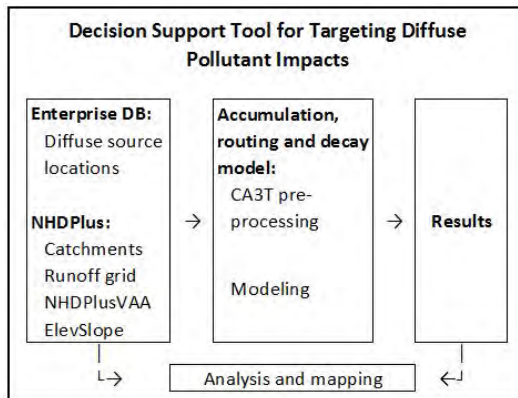 Decision Support Tool for Targeting Diffuse
Pollutant Impacts
Enterprise DB:
Diffuse source
locations
NHDPlus:
Catchments
Runoff grid
NHDPlusVAA
ElevSlope
→
Accumulation,
routing and decay
model:
CA3T pre-
processing
Modeling
→
Results
Analysis and mapping